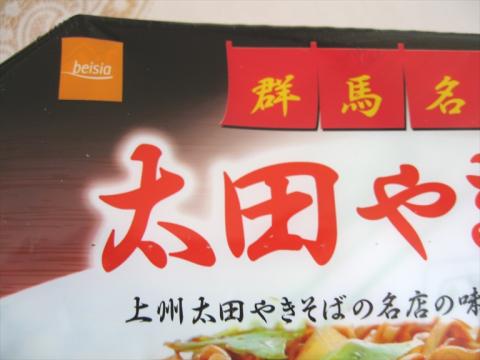 beisia
群馬名
太田や
上州太田やきそばの名店の味